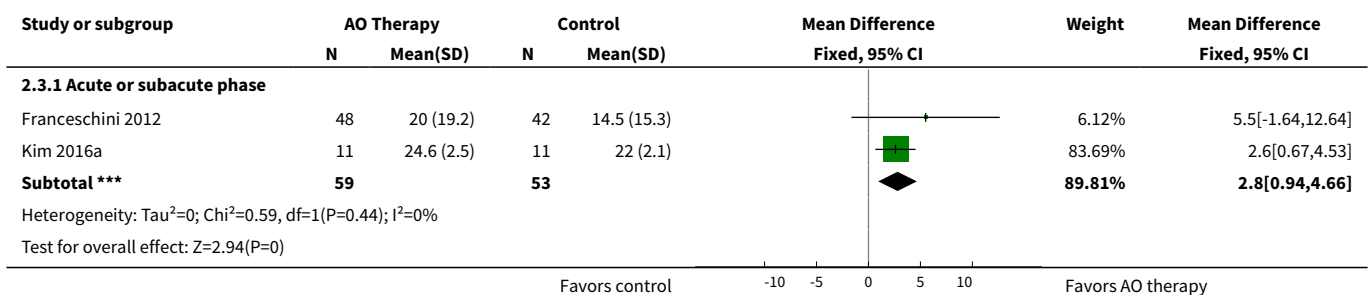 Study or subgroup AO Therapy Control Mean Difference Weight Mean Difference
N Mean(SD) N Mean(SD) Fixed, 95% CI Fixed, 95% CI
2.3.1 Acute or subacute phase
Franceschini 2012 48 20 (19.2) 42 14.5 (15.3) 6.12% 5.5[-1.64,12.64]
Kim 2016a 11 24.6 (2.5) 11 22 (2.1) 83.69% 2.6[0.67,4.53]
Subtotal *** 59 53 89.81% 2.8[0.94,4.66]
Heterogeneity: Tau²=0; Chi²=0.59, df=1(P=0.44); I²=0%
Test for overall effect: Z=2.94(P=0)
Favors control -10 -5 0 5 10 Favors AO therapy